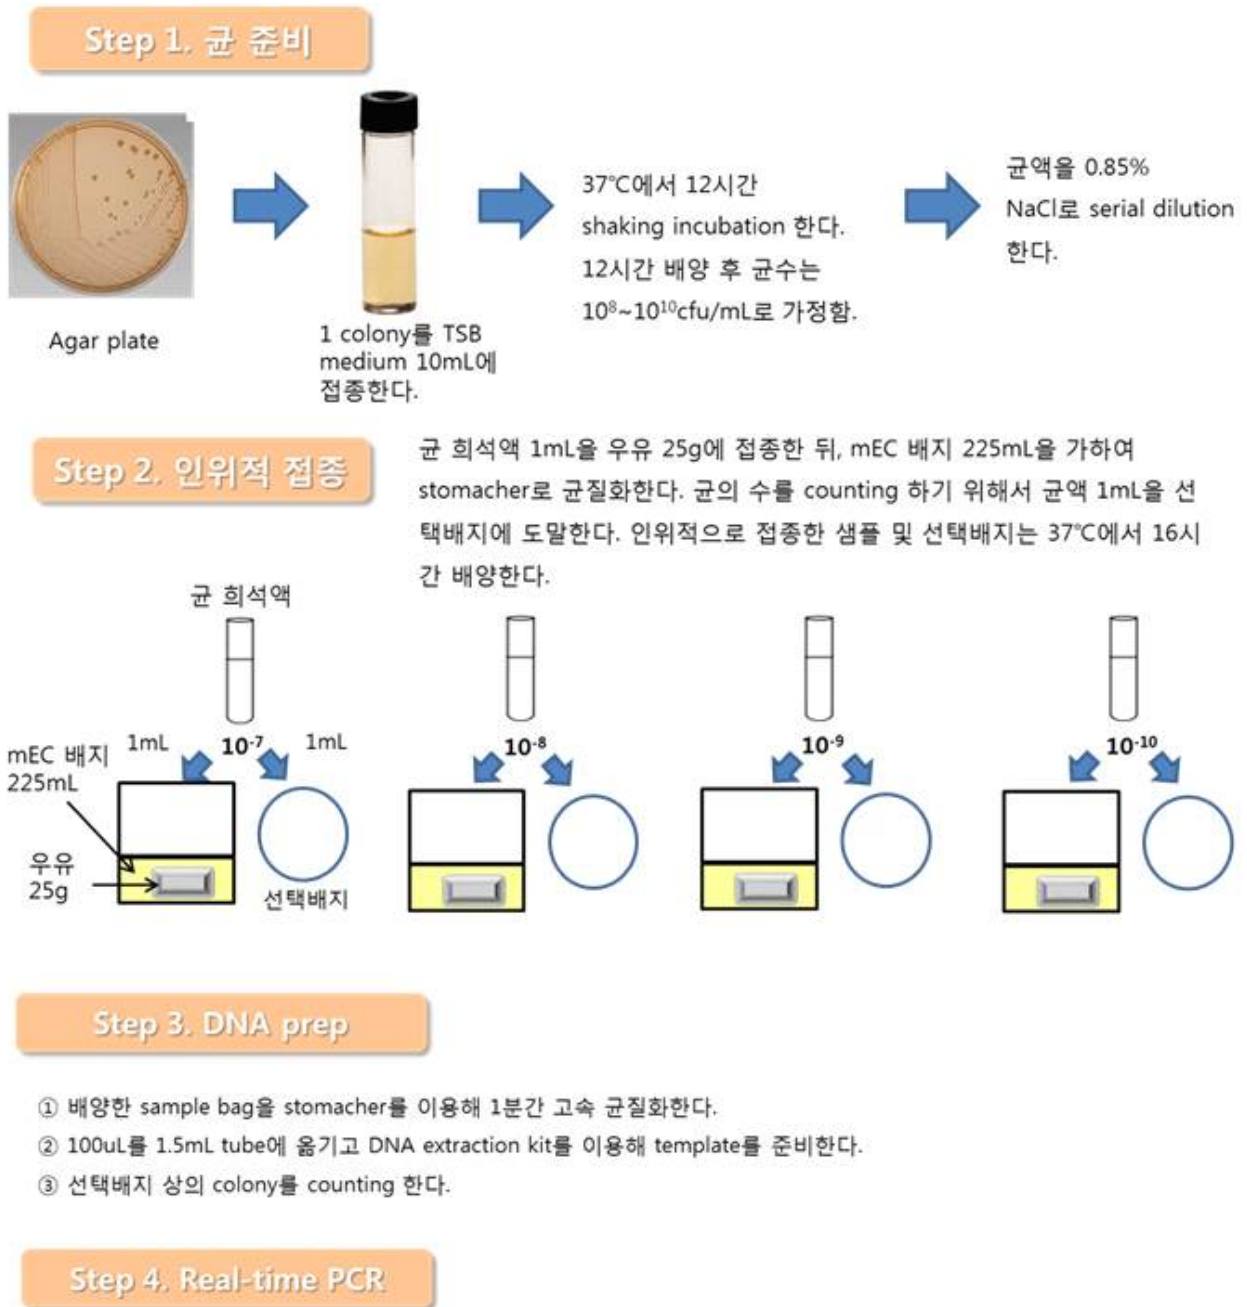 Step 1. 균 준비
Agar plate
1 colony를 TSB
medium 10mL에
접종한다.
37℃에서 12시간
shaking incubation 한다.
12시간 배양 후 균수는
10⁸~10¹⁰cfu/mL로 가정함.
균액을 0.85%
NaCl로 serial dilution
한다.
Step 2. 인위적 접종
균 희석액 1mL을 우유 25g에 접종한 뒤, mEC 배지 225mL을 가하여
stomacher로 균질화한다. 균의 수를 counting 하기 위해서 균액 1mL을 선
택배지에 도말한다. 인위적으로 접종한 샘플 및 선택배지는 37℃에서 16시
간 배양한다.
균 희석액
mEC 배지
225mL
1mL
10⁻⁷
1mL
우유
25g
선택배지
10⁻⁸
10⁻⁹
10⁻¹⁰
Step 3. DNA prep
① 배양한 sample bag을 stomacher를 이용해 1분간 고속 균질화한다.
② 100uL를 1.5mL tube에 옮기고 DNA extraction kit를 이용해 template를 준비한다.
③ 선택배지 상의 colony를 counting 한다.
Step 4. Real-time PCR